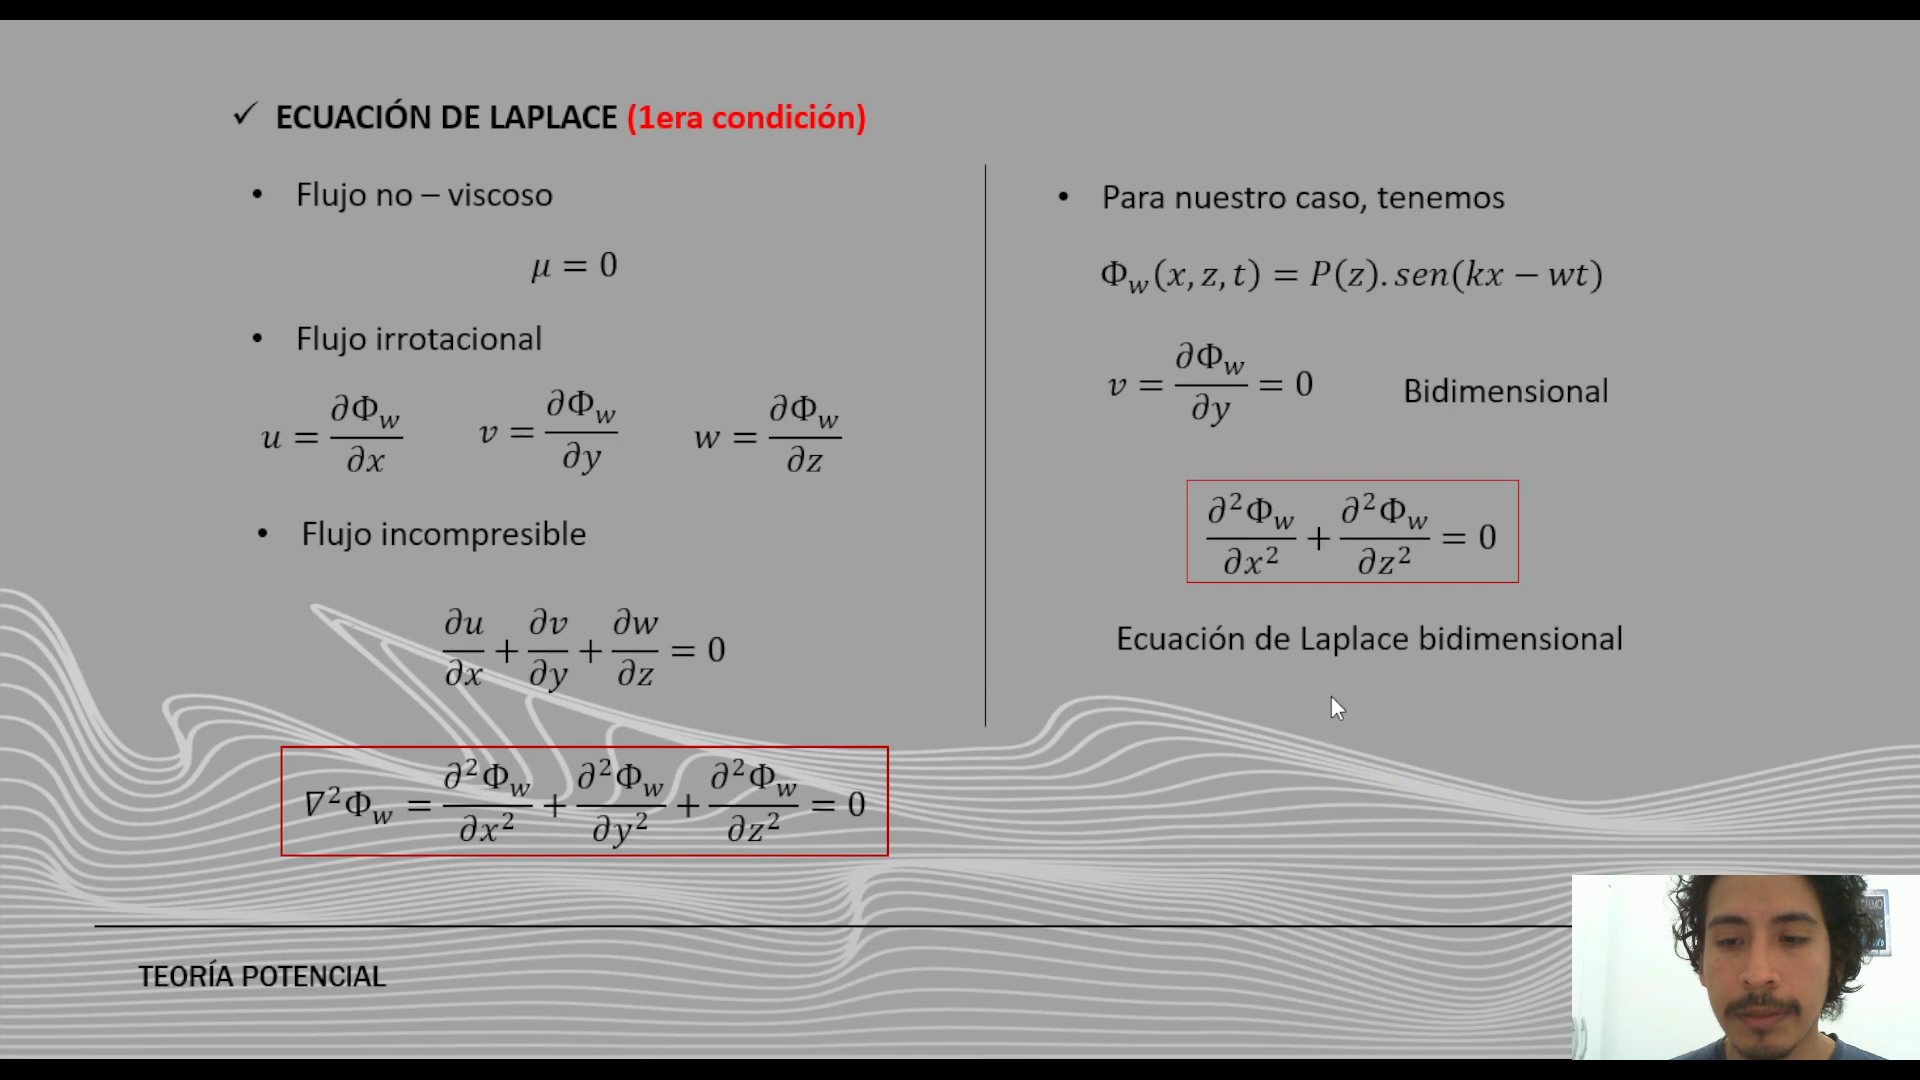 ✓ ECUACIÓN DE LAPLACE (1era condición)
• Flujo no – viscoso
μ = 0
• Flujo irrotacional
u = ∂Φ_w/∂x v = ∂Φ_w/∂y w = ∂Φ_w/∂z
• Flujo incompresible
∂u/∂x + ∂v/∂y + ∂w/∂z = 0
∇²Φ_w = ∂²Φ_w/∂x² + ∂²Φ_w/∂y² + ∂²Φ_w/∂z² = 0
• Para nuestro caso, tenemos
Φ_w(x, z, t) = P(z). sen(kx − wt)
v = ∂Φ_w/∂y = 0 Bidimensional
∂²Φ_w/∂x² + ∂²Φ_w/∂z² = 0
Ecuación de Laplace bidimensional
TEORÍA POTENCIAL